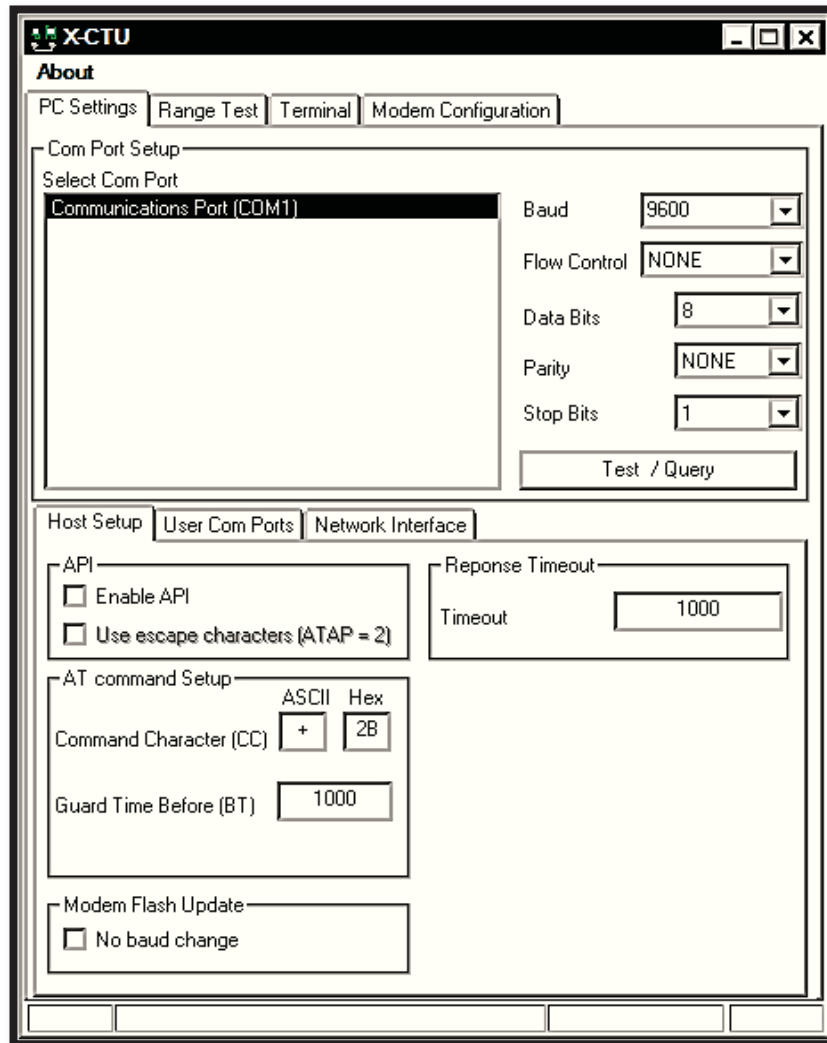 X-CTU
About
PC Settings Range Test Terminal Modem Configuration
Com Port Setup
Select Com Port
Communications Port (COM1)
Baud 9600
Flow Control NONE
Data Bits 8
Parity NONE
Stop Bits 1
Test / Query
Host Setup User Com Ports Network Interface
API
Enable API
Use escape characters (ATAP = 2)
Reponse Timeout
Timeout 1000
AT command Setup
ASCII Hex
Command Character (CC) + 2B
Guard Time Before (BT) 1000
Modem Flash Update
No baud change